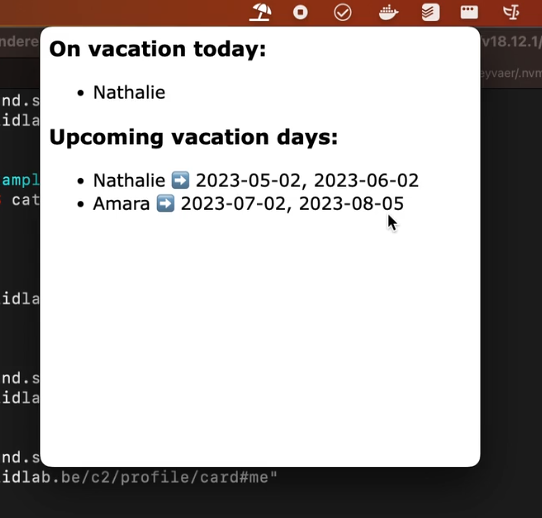 ndere
v18.12.1/
On vacation today:
eyvaer/.nvm
• Nathalie
nd.s
idla
Upcoming vacation days:
ampl
• Nathalie ➡️ 2023-05-02, 2023-06-02
cat
• Amara ➡️ 2023-07-02, 2023-08-05
idla
nd.s
idla
nd.s
idlab.be/c2/profile/card#me"